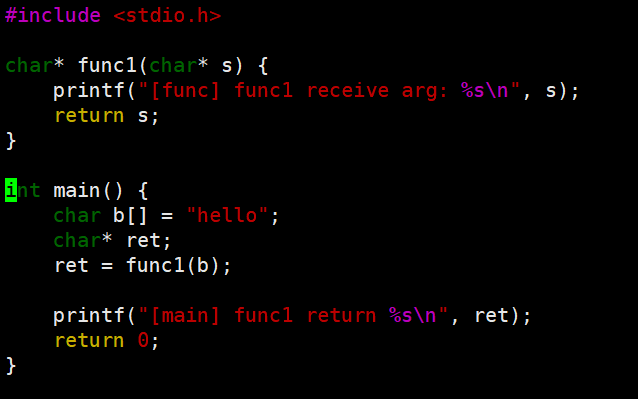 #include <stdio.h>
char* func1(char* s) {
    printf("[func] func1 receive arg: %s\n", s);
    return s;
}
int main() {
    char b[] = "hello";
    char* ret;
    ret = func1(b);
    printf("[main] func1 return %s\n", ret);
    return 0;
}